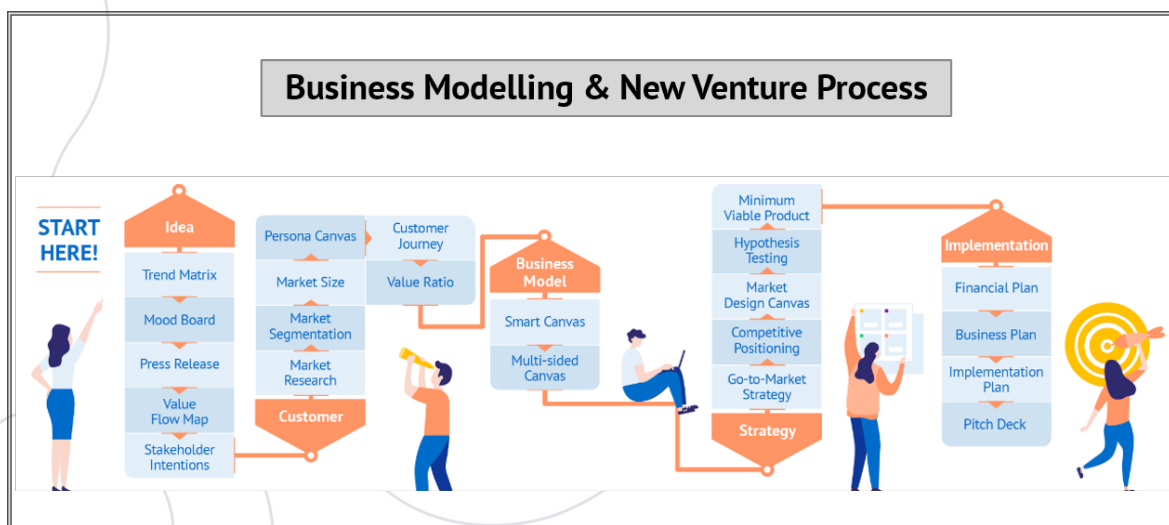 Business Modelling & New Venture Process
START
HERE!
Idea
Trend Matrix
Mood Board
Press Release
Value
Flow Map
Stakeholder
Intentions
Customer
Market
Research
Market
Segmentation
Market Size
Persona Canvas
Customer
Journey
Value Ratio
Business
Model
Smart Canvas
Multi-sided
Canvas
Strategy
Go-to-Market
Strategy
Competitive
Positioning
Market
Design Canvas
Hypothesis
Testing
Minimum
Viable Product
Implementation
Financial Plan
Business Plan
Implementation
Plan
Pitch Deck